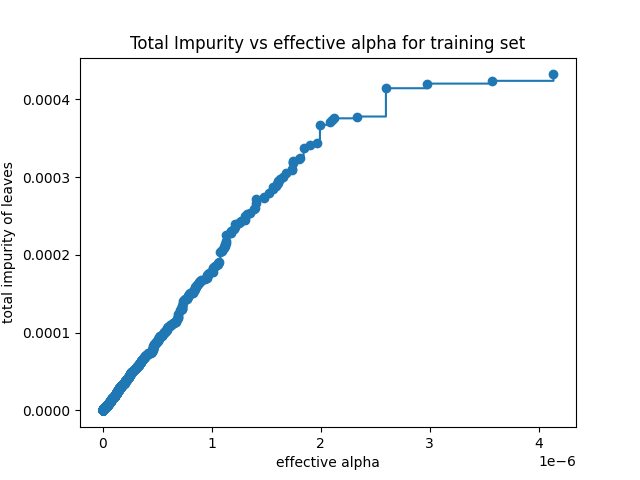 Total Impurity vs effective alpha for training set
total impurity of leaves
0.0004
0.0003
0.0002
0.0001
0.0000
0 1 2 3 4
1e−6
effective alpha